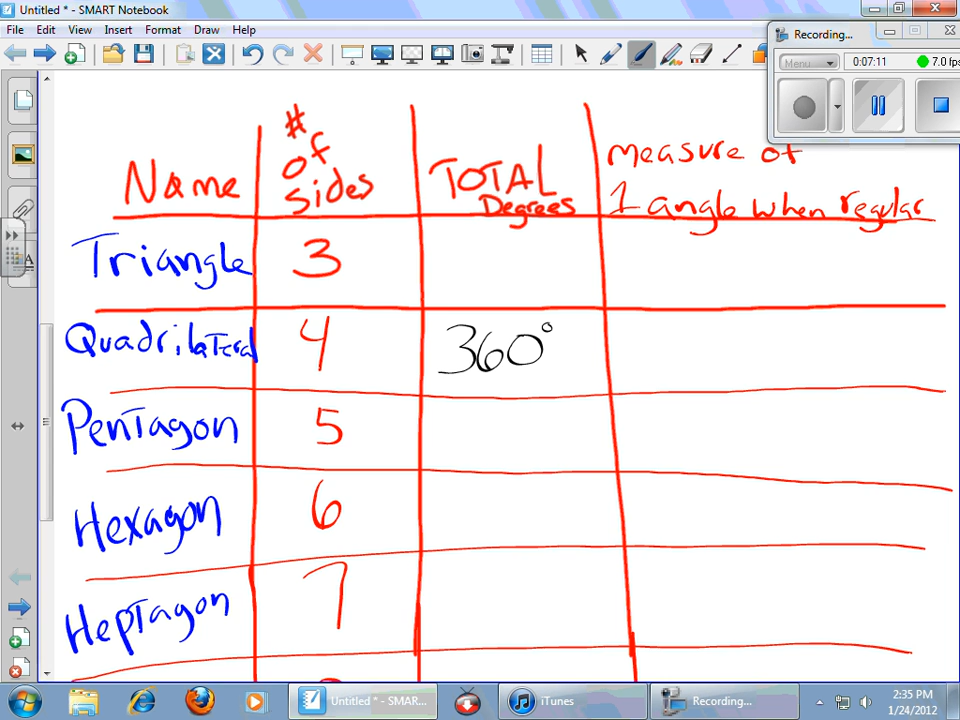 Untitled * - SMART Notebook
File Edit View Insert Format Draw Help
Recording...
Menu
0:07:11
7.0 fps
Name
#
of
sides
TOTAL
Degrees
measure of
1 angle when regular
Triangle 3
Quadrilateral 4 360°
Pentagon 5
Hexagon 6
Heptagon 7
Untitled * - SMAR...
iTunes
Recording...
2:35 PM
1/24/2012